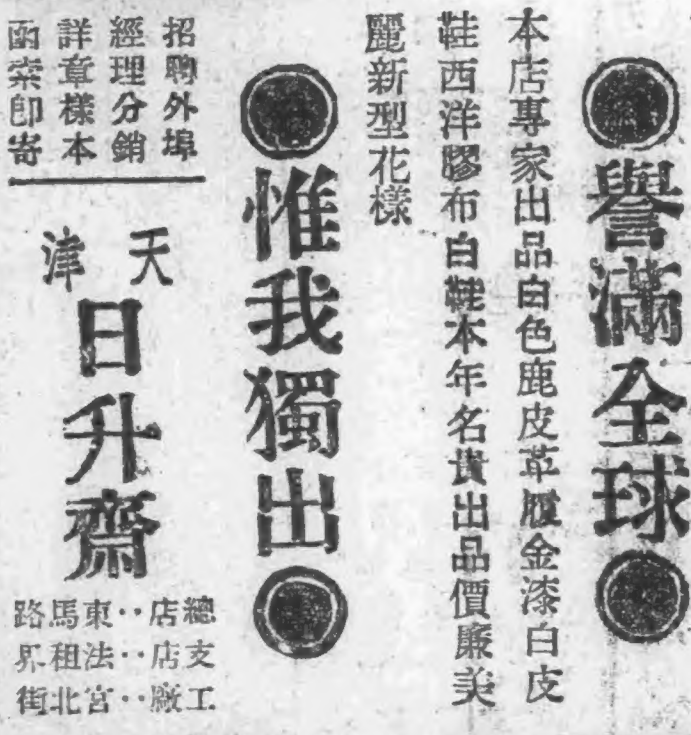 譽滿全球
本店專家出品白色鹿皮革履金漆白皮
鞋西洋膠布白鞋本年名貴出品價廉美
麗新型花樣
惟我獨出
招聘外埠
經理分銷
詳章樣本
函索即寄
天津
日升齋
總店‥東馬路
支店‥法租界
工廠‥宮北街